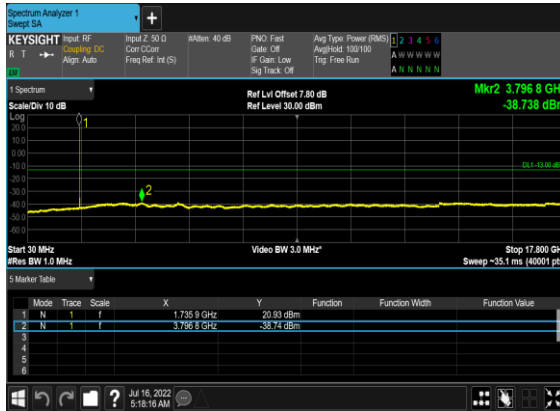 Spectrum Analyzer 1
Swept SA
+
KEYSIGHT Input: RF Input Z: 50 Ω #Atten: 40 dB PNO: Fast Avg Type: Power (RMS) 1 2 3 4 5 6
R T Coupling: DC Corr CCorr Gate: Off Avg|Hold: 100/100 A W W W W W
Align: Auto Freq Ref: Int (S) IF Gain: Low Trig: Free Run
Sig Track: Off A N N N N N
1 Spectrum
Ref Lvl Offset 7.80 dB Mkr2 3.796 8 GH
Scale/Div 10 dB Ref Level 30.00 dBm -38.738 dBr
Log
1
20.0
10.0
0.00
-10.0
DL1 -13.00 dB
-20.0
-30.0
2
-40.0
-50.0
-60.0
Start 30 MHz Video BW 3.0 MHz* Stop 17.800 GH
#Res BW 1.0 MHz Sweep ~35.1 ms (40001 pt
5 Marker Table
Mode Trace Scale X Y Function Function Width Function Value
1 N 1 f 1.735 9 GHz 20.93 dBm
2 N 1 f 3.796 8 GHz -38.74 dBm
3
4
5
6
? Jul 16, 2022
5:18:16 AM